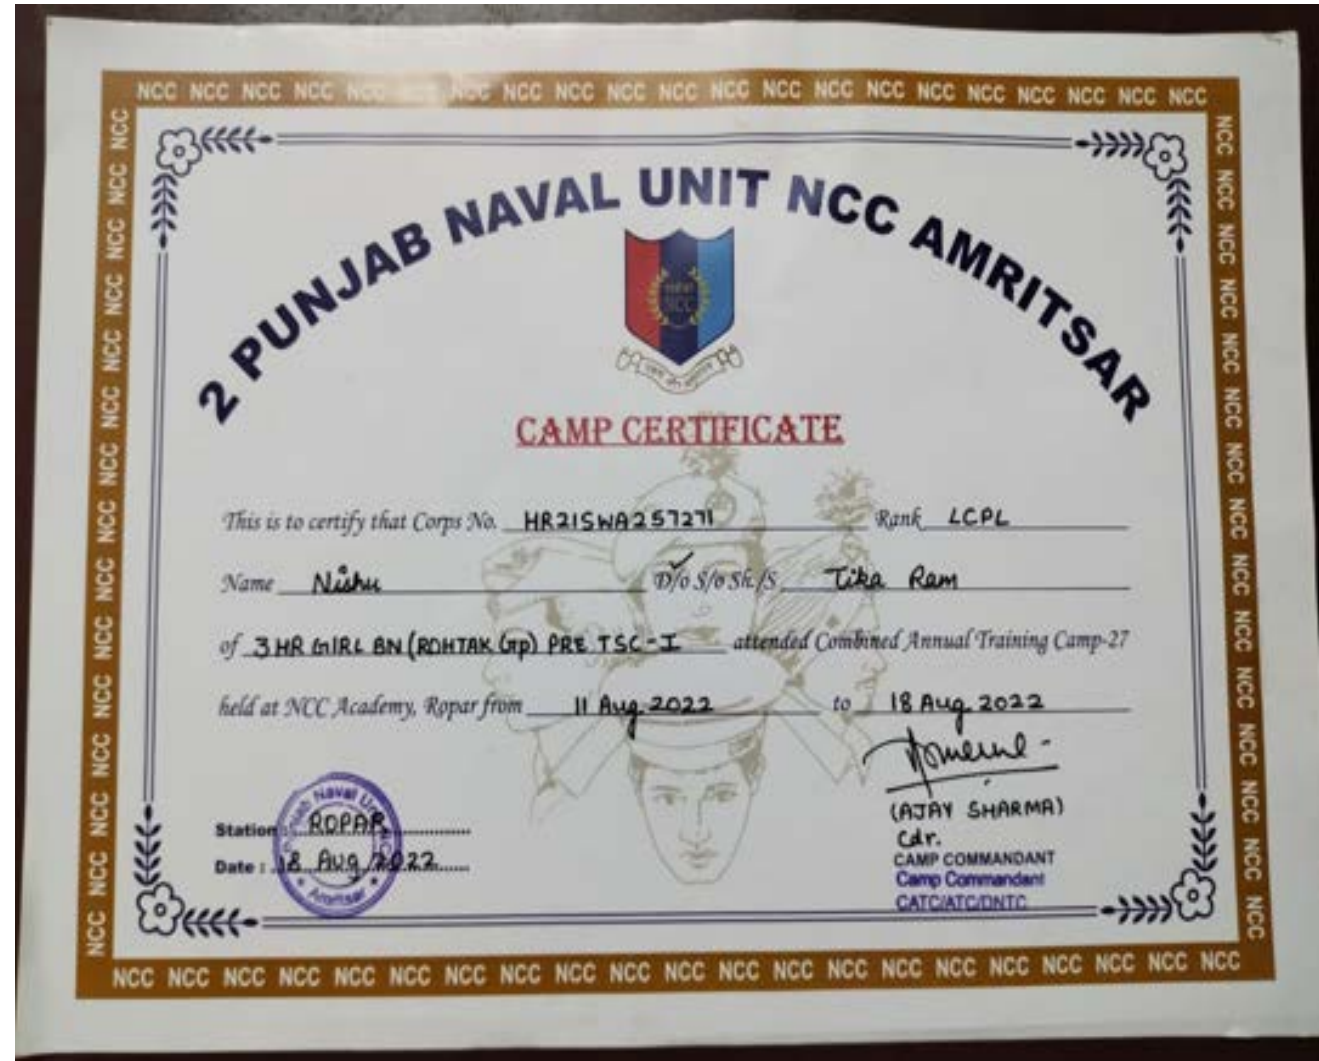 NCC NCC NCC NCC NCC NCC NCC NCC NCC NCC NCC NCC NCC NCC NCC NCC NCC NCC NCC
2 PUNJAB NAVAL UNIT NCC AMRITSAR
NCC
CAMP CERTIFICATE
This is to certify that Corps No. HR21SWA257271 Rank LCPL
Name Nishu D/o S/o Sh./S Tika Ram
of 3 HR GIRL BN (ROHTAK Gp) PRE TSC-I attended Combined Annual Training Camp-27
held at NCC Academy, Ropar from 11 Aug 2022 to 18 Aug 2022
(AJAY SHARMA)
Cdr.
CAMP COMMANDANT
Camp Commandant
CATC/ATC/DNTC
Station : ROPAR
Date : 18 Aug 2022
Naval
Amritsar
NCC NCC NCC NCC NCC NCC NCC NCC NCC NCC NCC NCC NCC NCC NCC NCC NCC NCC NCC NCC NCC